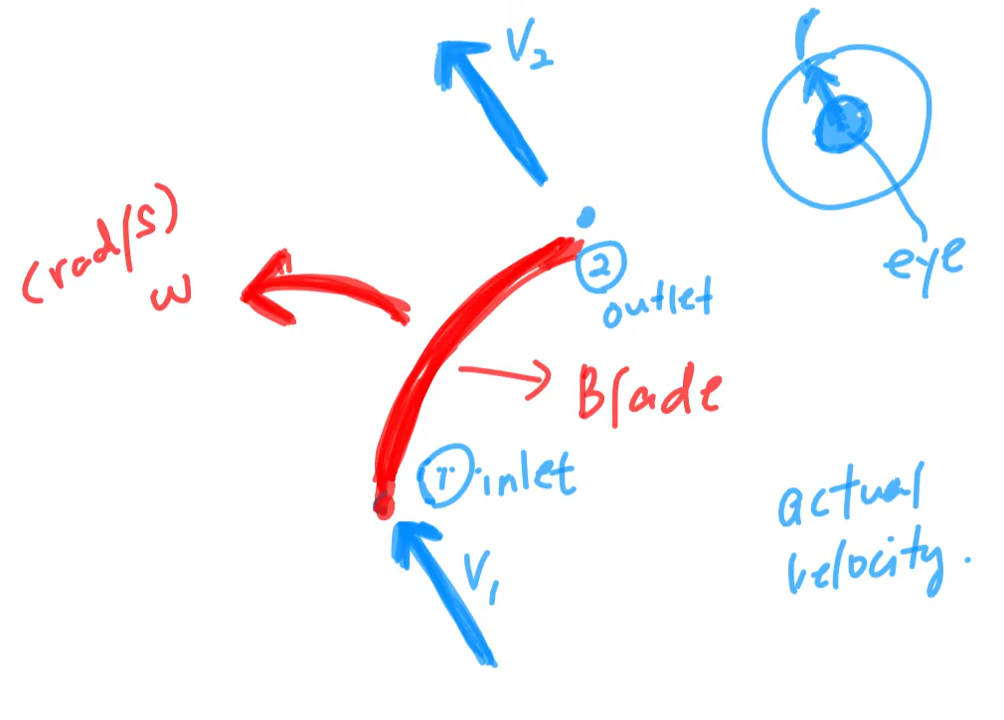 V2
r
(rad/s)
w
eye
2
outlet
Blade
1 inlet
actual
velocity.
V1